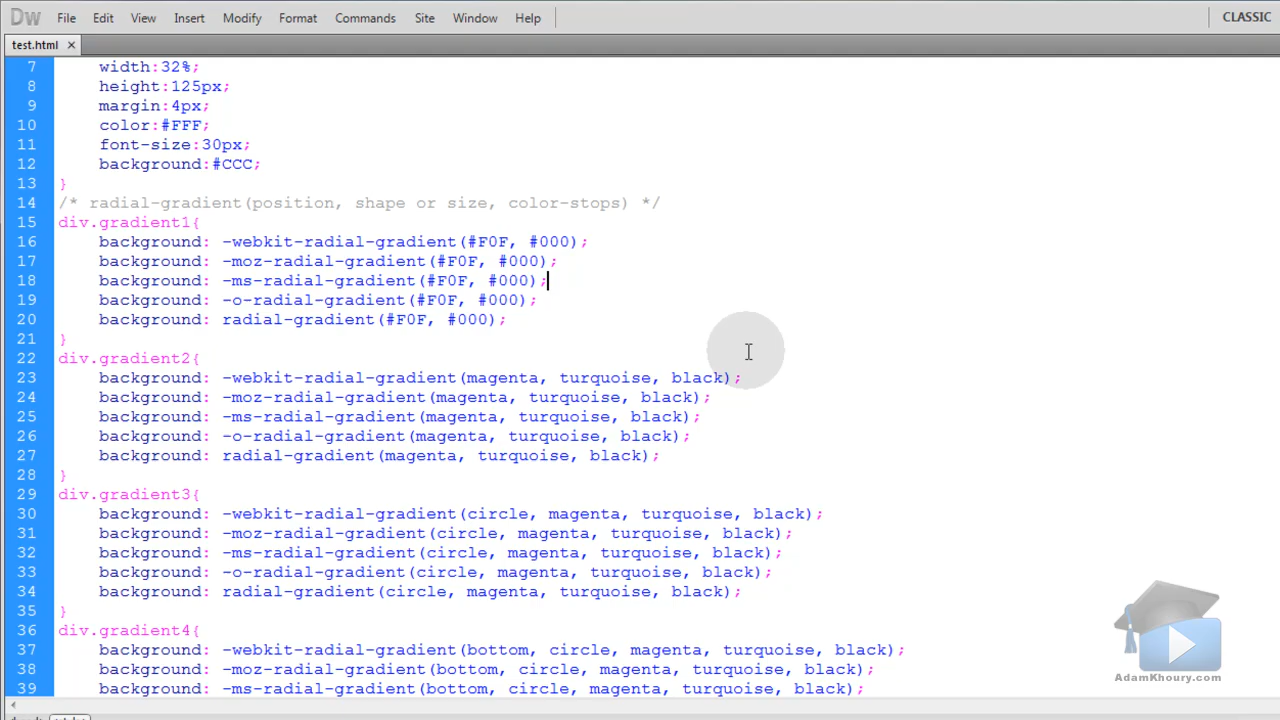 Dw File Edit View Insert Modify Format Commands Site Window Help CLASSIC
test.html ×
7 width:32%;
8 height:125px;
9 margin:4px;
10 color:#FFF;
11 font-size:30px;
12 background:#CCC;
13 }
14 /* radial-gradient(position, shape or size, color-stops) */
15 div.gradient1{
16 background: -webkit-radial-gradient(#F0F, #000);
17 background: -moz-radial-gradient(#F0F, #000);
18 background: -ms-radial-gradient(#F0F, #000);
19 background: -o-radial-gradient(#F0F, #000);
20 background: radial-gradient(#F0F, #000);
21 }
22 div.gradient2{
23 background: -webkit-radial-gradient(magenta, turquoise, black);
24 background: -moz-radial-gradient(magenta, turquoise, black);
25 background: -ms-radial-gradient(magenta, turquoise, black);
26 background: -o-radial-gradient(magenta, turquoise, black);
27 background: radial-gradient(magenta, turquoise, black);
28 }
29 div.gradient3{
30 background: -webkit-radial-gradient(circle, magenta, turquoise, black);
31 background: -moz-radial-gradient(circle, magenta, turquoise, black);
32 background: -ms-radial-gradient(circle, magenta, turquoise, black);
33 background: -o-radial-gradient(circle, magenta, turquoise, black);
34 background: radial-gradient(circle, magenta, turquoise, black);
35 }
36 div.gradient4{
37 background: -webkit-radial-gradient(bottom, circle, magenta, turquoise, black);
38 background: -moz-radial-gradient(bottom, circle, magenta, turquoise, black);
39 background: -ms-radial-gradient(bottom, circle, magenta, turquoise, black);
AdamKhoury.com